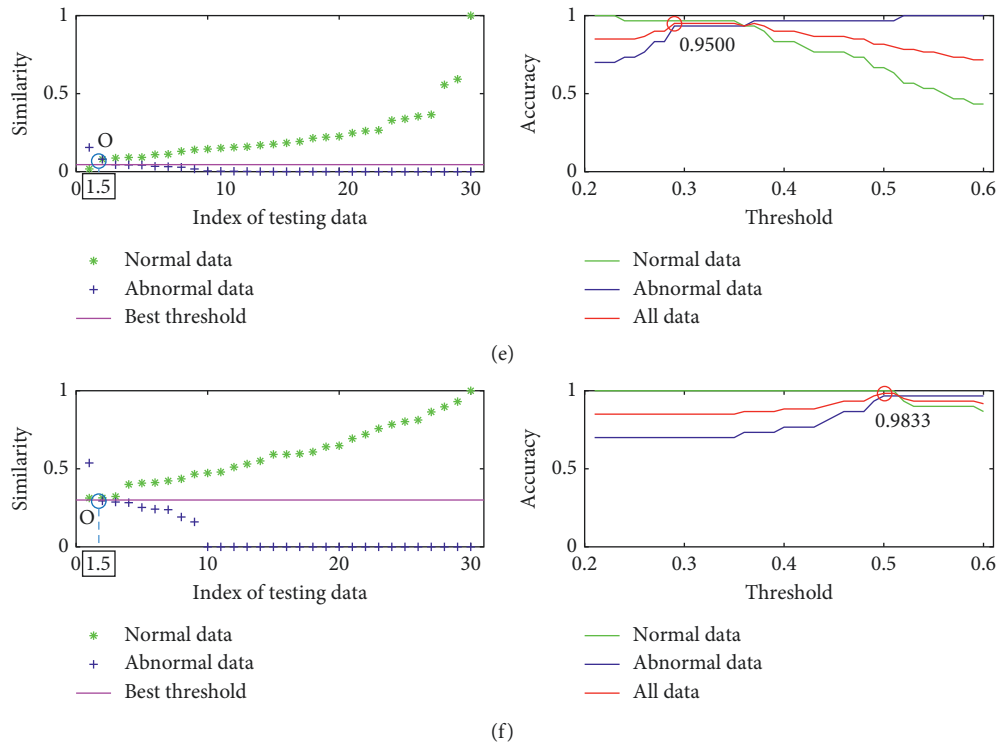 1
0.5
0
Similarity
O
0
1.5
10
20
30
Index of testing data
Normal data
Abnormal data
Best threshold
1
0.5
0
Accuracy
0.9500
0.2
0.3
0.4
0.5
0.6
Threshold
Normal data
Abnormal data
All data
(e)
1
0.5
0
Similarity
O
0
1.5
10
20
30
Index of testing data
Normal data
Abnormal data
Best threshold
1
0.5
0
Accuracy
0.9833
0.2
0.3
0.4
0.5
0.6
Threshold
Normal data
Abnormal data
All data
(f)